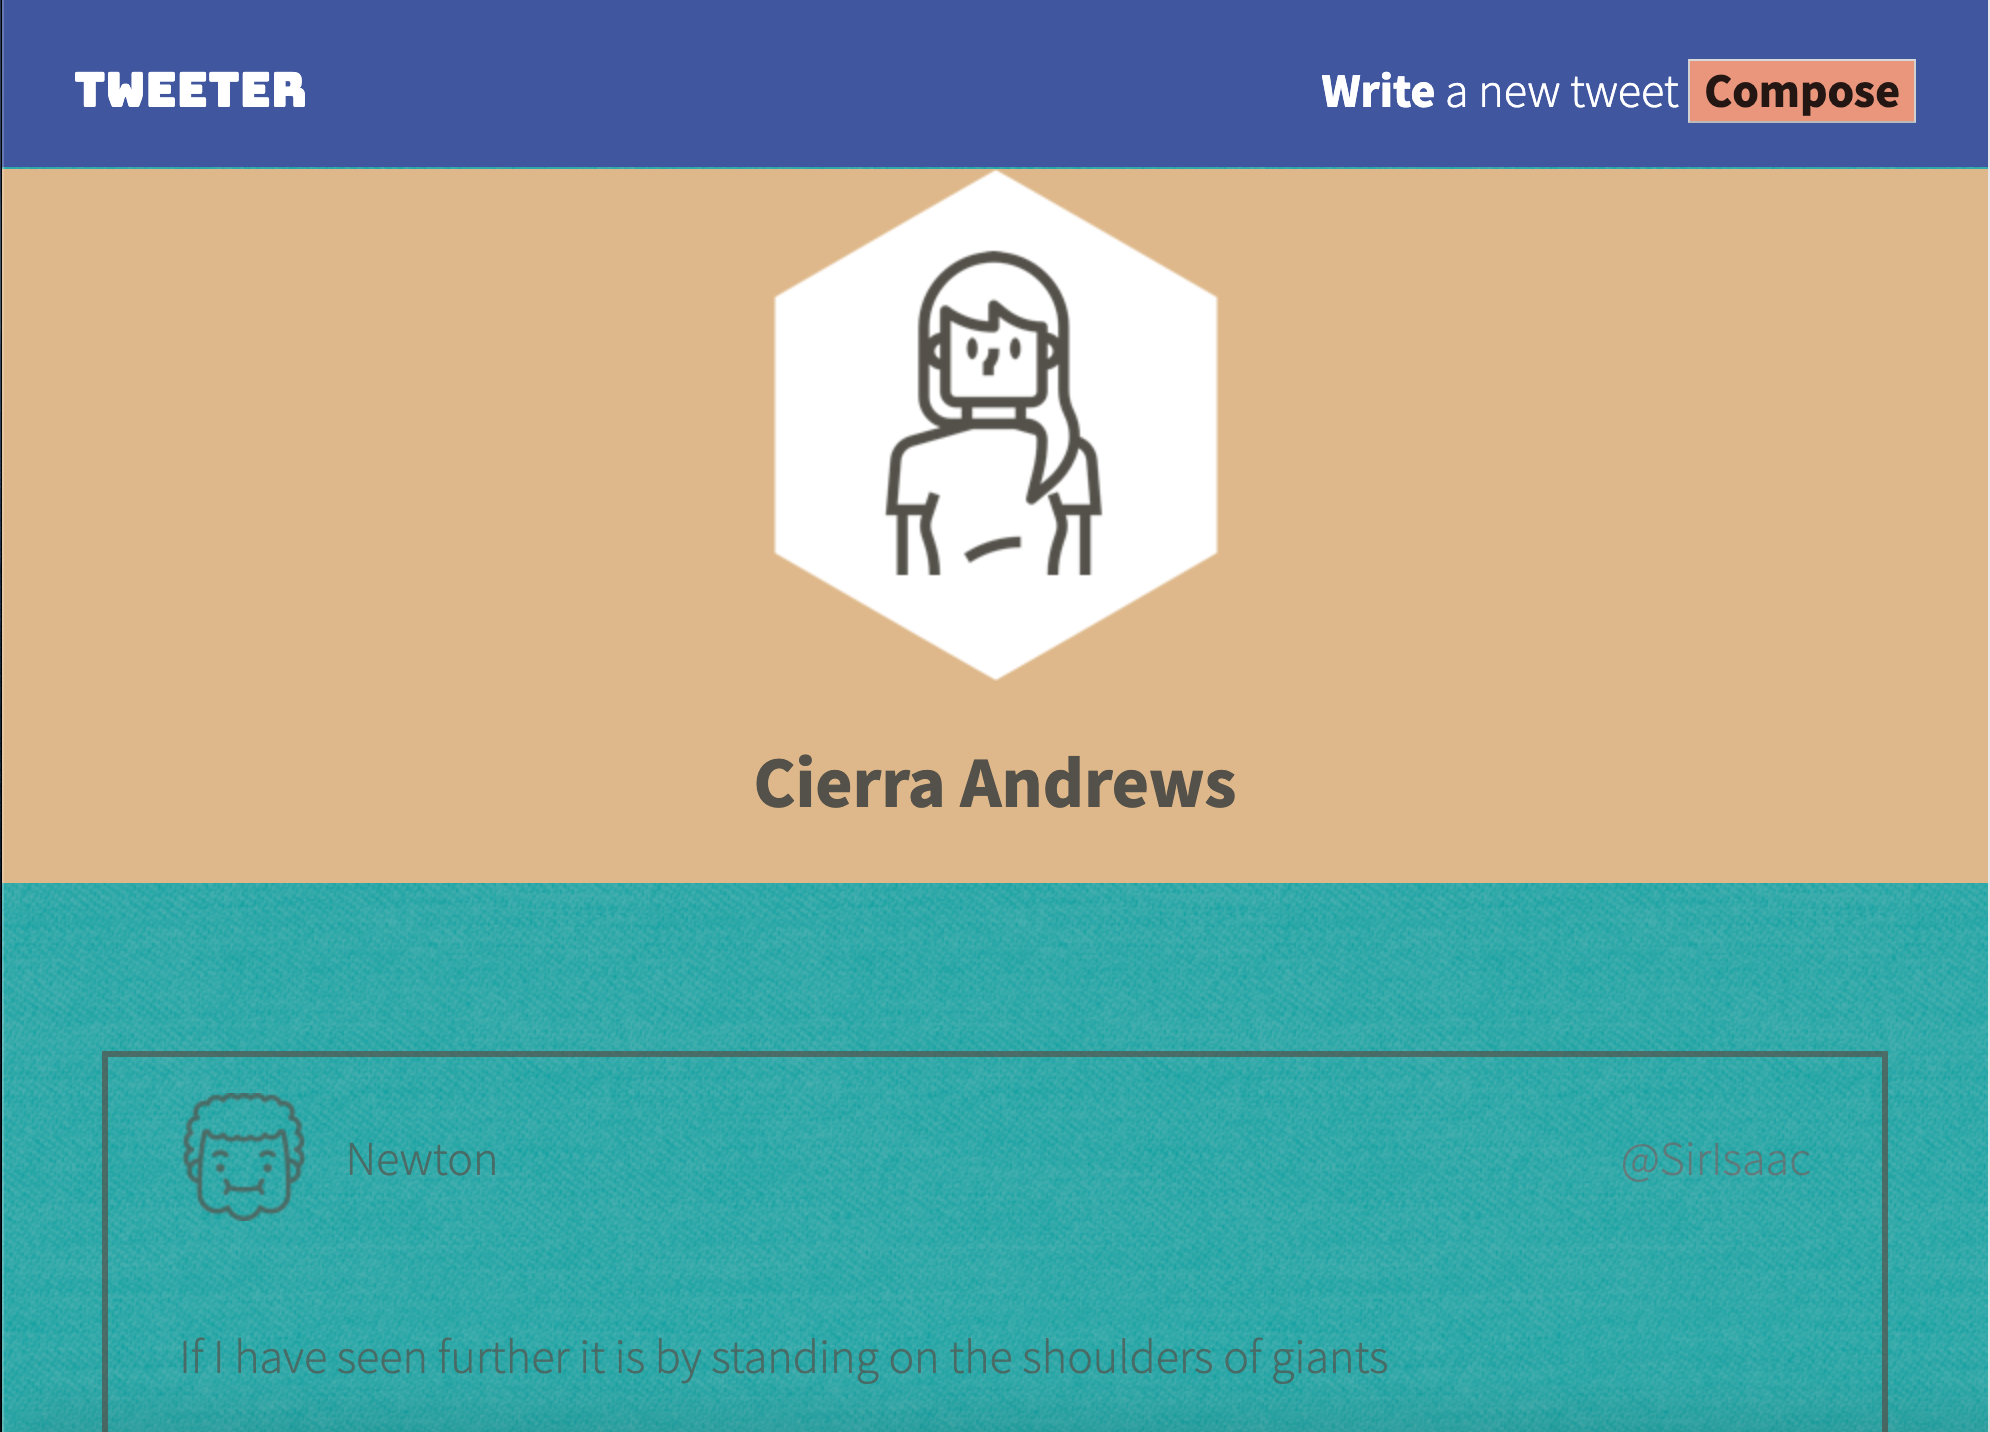 TWEETER
Write a new tweet Compose
Cierra Andrews
Newton
@SirIsaac
If I have seen further it is by standing on the shoulders of giants